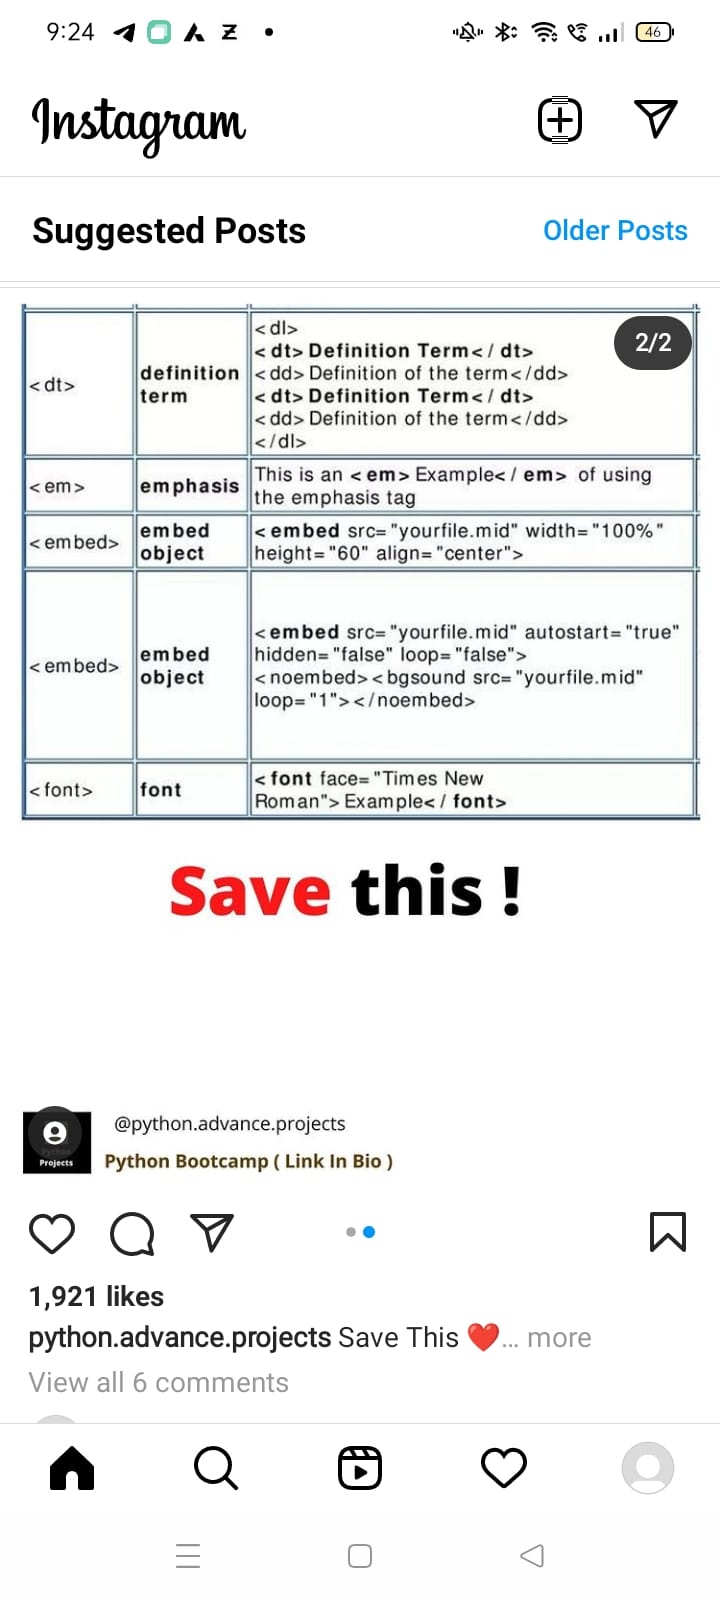 9:24
46
Instagram
Suggested Posts
Older Posts
2/2
<dt>
definition term
<dl>
<dt> Definition Term</ dt>
<dd> Definition of the term</dd>
<dt> Definition Term</ dt>
<dd> Definition of the term</dd>
</dl>
<em>
emphasis
This is an <em> Example</ em> of using
the emphasis tag
<embed>
embed
object
<embed src="yourfile.mid" width="100%"
height="60" align="center">
<embed>
embed
object
<embed src="yourfile.mid" autostart="true"
hidden="false" loop="false">
<noembed><bgsound src="yourfile.mid"
loop="1"></noembed>
<font>
font
<font face="Times New
Roman"> Example</ font>
Save this !
Projects
@python.advance.projects
Python Bootcamp ( Link In Bio )
1,921 likes
python.advance.projects Save This ❤️... more
View all 6 comments